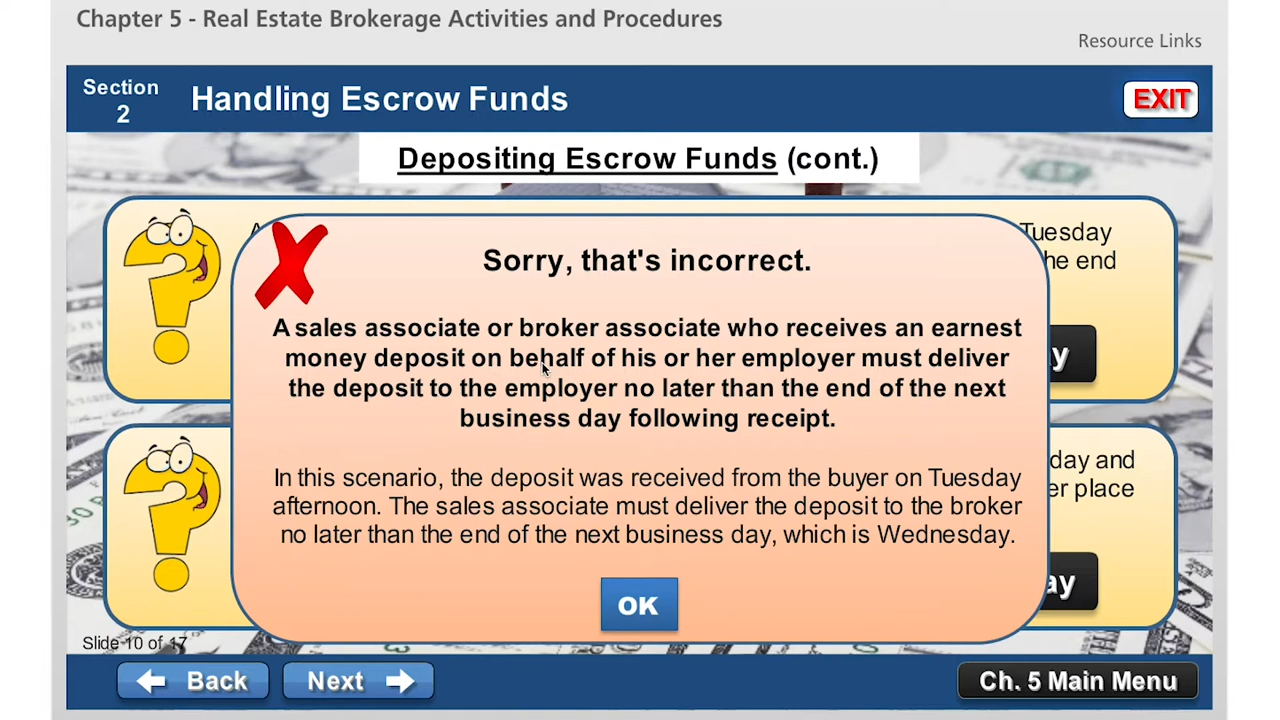 Chapter 5 - Real Estate Brokerage Activities and Procedures
Resource Links
Section
2
Handling Escrow Funds
EXIT
Depositing Escrow Funds (cont.)
Tuesday
he end
y
Sorry, that's incorrect.
A sales associate or broker associate who receives an earnest
money deposit on behalf of his or her employer must deliver
the deposit to the employer no later than the end of the next
business day following receipt.
In this scenario, the deposit was received from the buyer on Tuesday
afternoon. The sales associate must deliver the deposit to the broker
no later than the end of the next business day, which is Wednesday.
OK
day and
er place
ay
Slide 10 of 17
Back
Next
Ch. 5 Main Menu